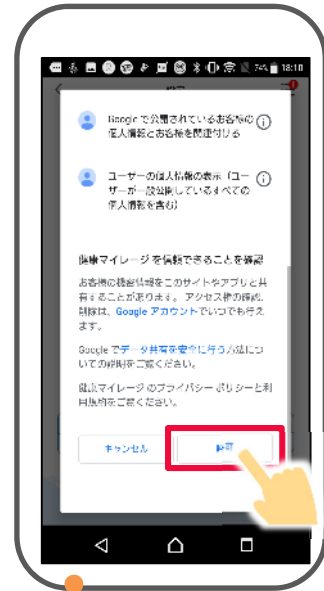 74% 18:10
Google で公開されているお客様の
個人情報とお客様を関連付ける
ユーザーの個人情報の表示（ユー
ザーが一般公開しているすべての
個人情報を含む）
健康マイレージ を信頼できることを確認
お客様の機密情報をこのサイトやアプリと共
有することがあります。 アクセス権の確認、
削除は、Google アカウントでいつでも行え
ます。
Google でデータ共有を安全に行う方法につ
いての説明をご覧ください。
健康マイレージ のプライバシー ポリシーと利
用規約をご覧ください。
キャンセル
許可